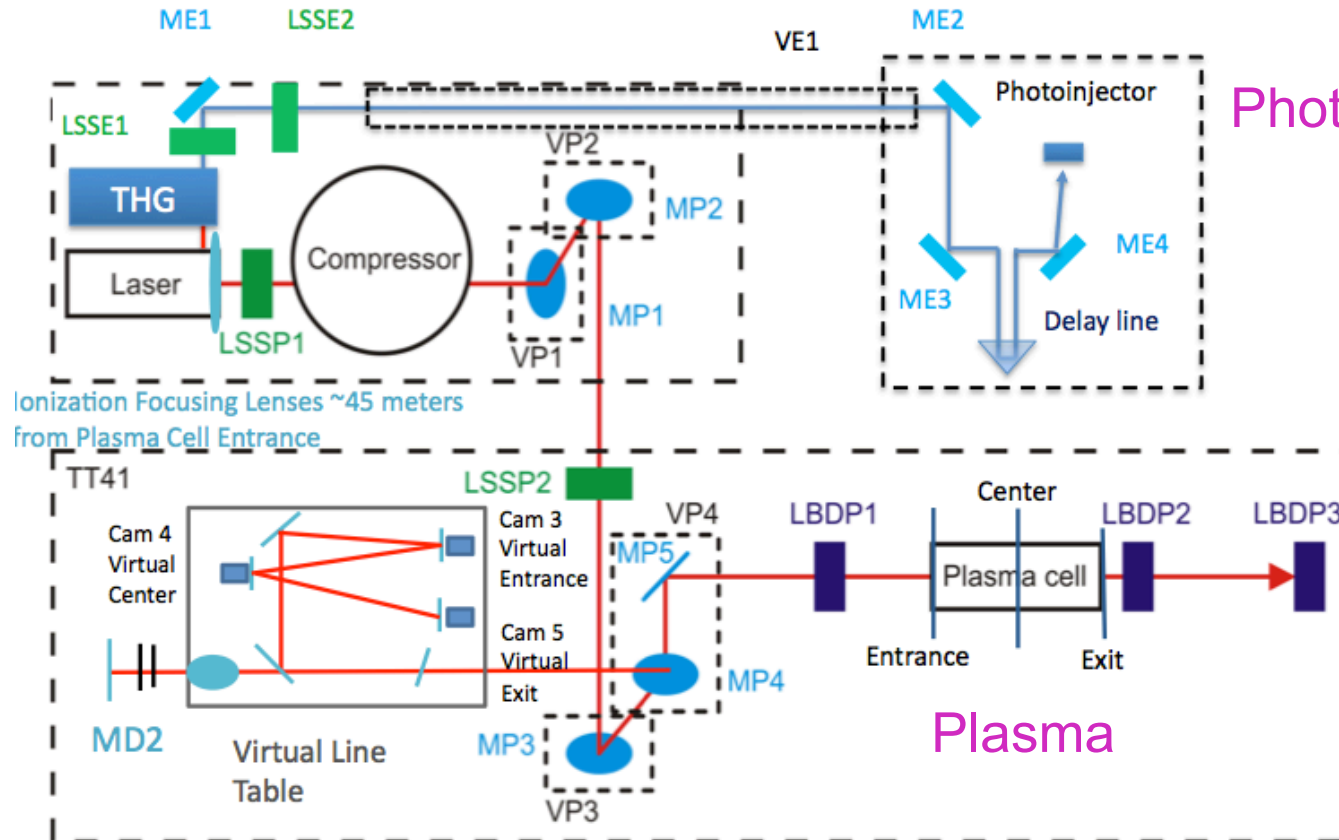 ME1
LSSE2
VE1
ME2
Photoinjector
Phot
LSSE1
VP2
THG
MP2
Compressor
Laser
ME4
ME3
MP1
Delay line
LSSP1
VP1
Ionization Focusing Lenses ~45 meters
from Plasma Cell Entrance
TT41
LSSP2
Center
Cam 4
Virtual
Center
Cam 3
Virtual
Entrance
VP4
LBDP1
LBDP2
LBDP3
MP5
Plasma cell
Cam 5
Virtual
Exit
Entrance
Exit
MP4
MD2
Virtual Line
Table
MP3
Plasma
VP3